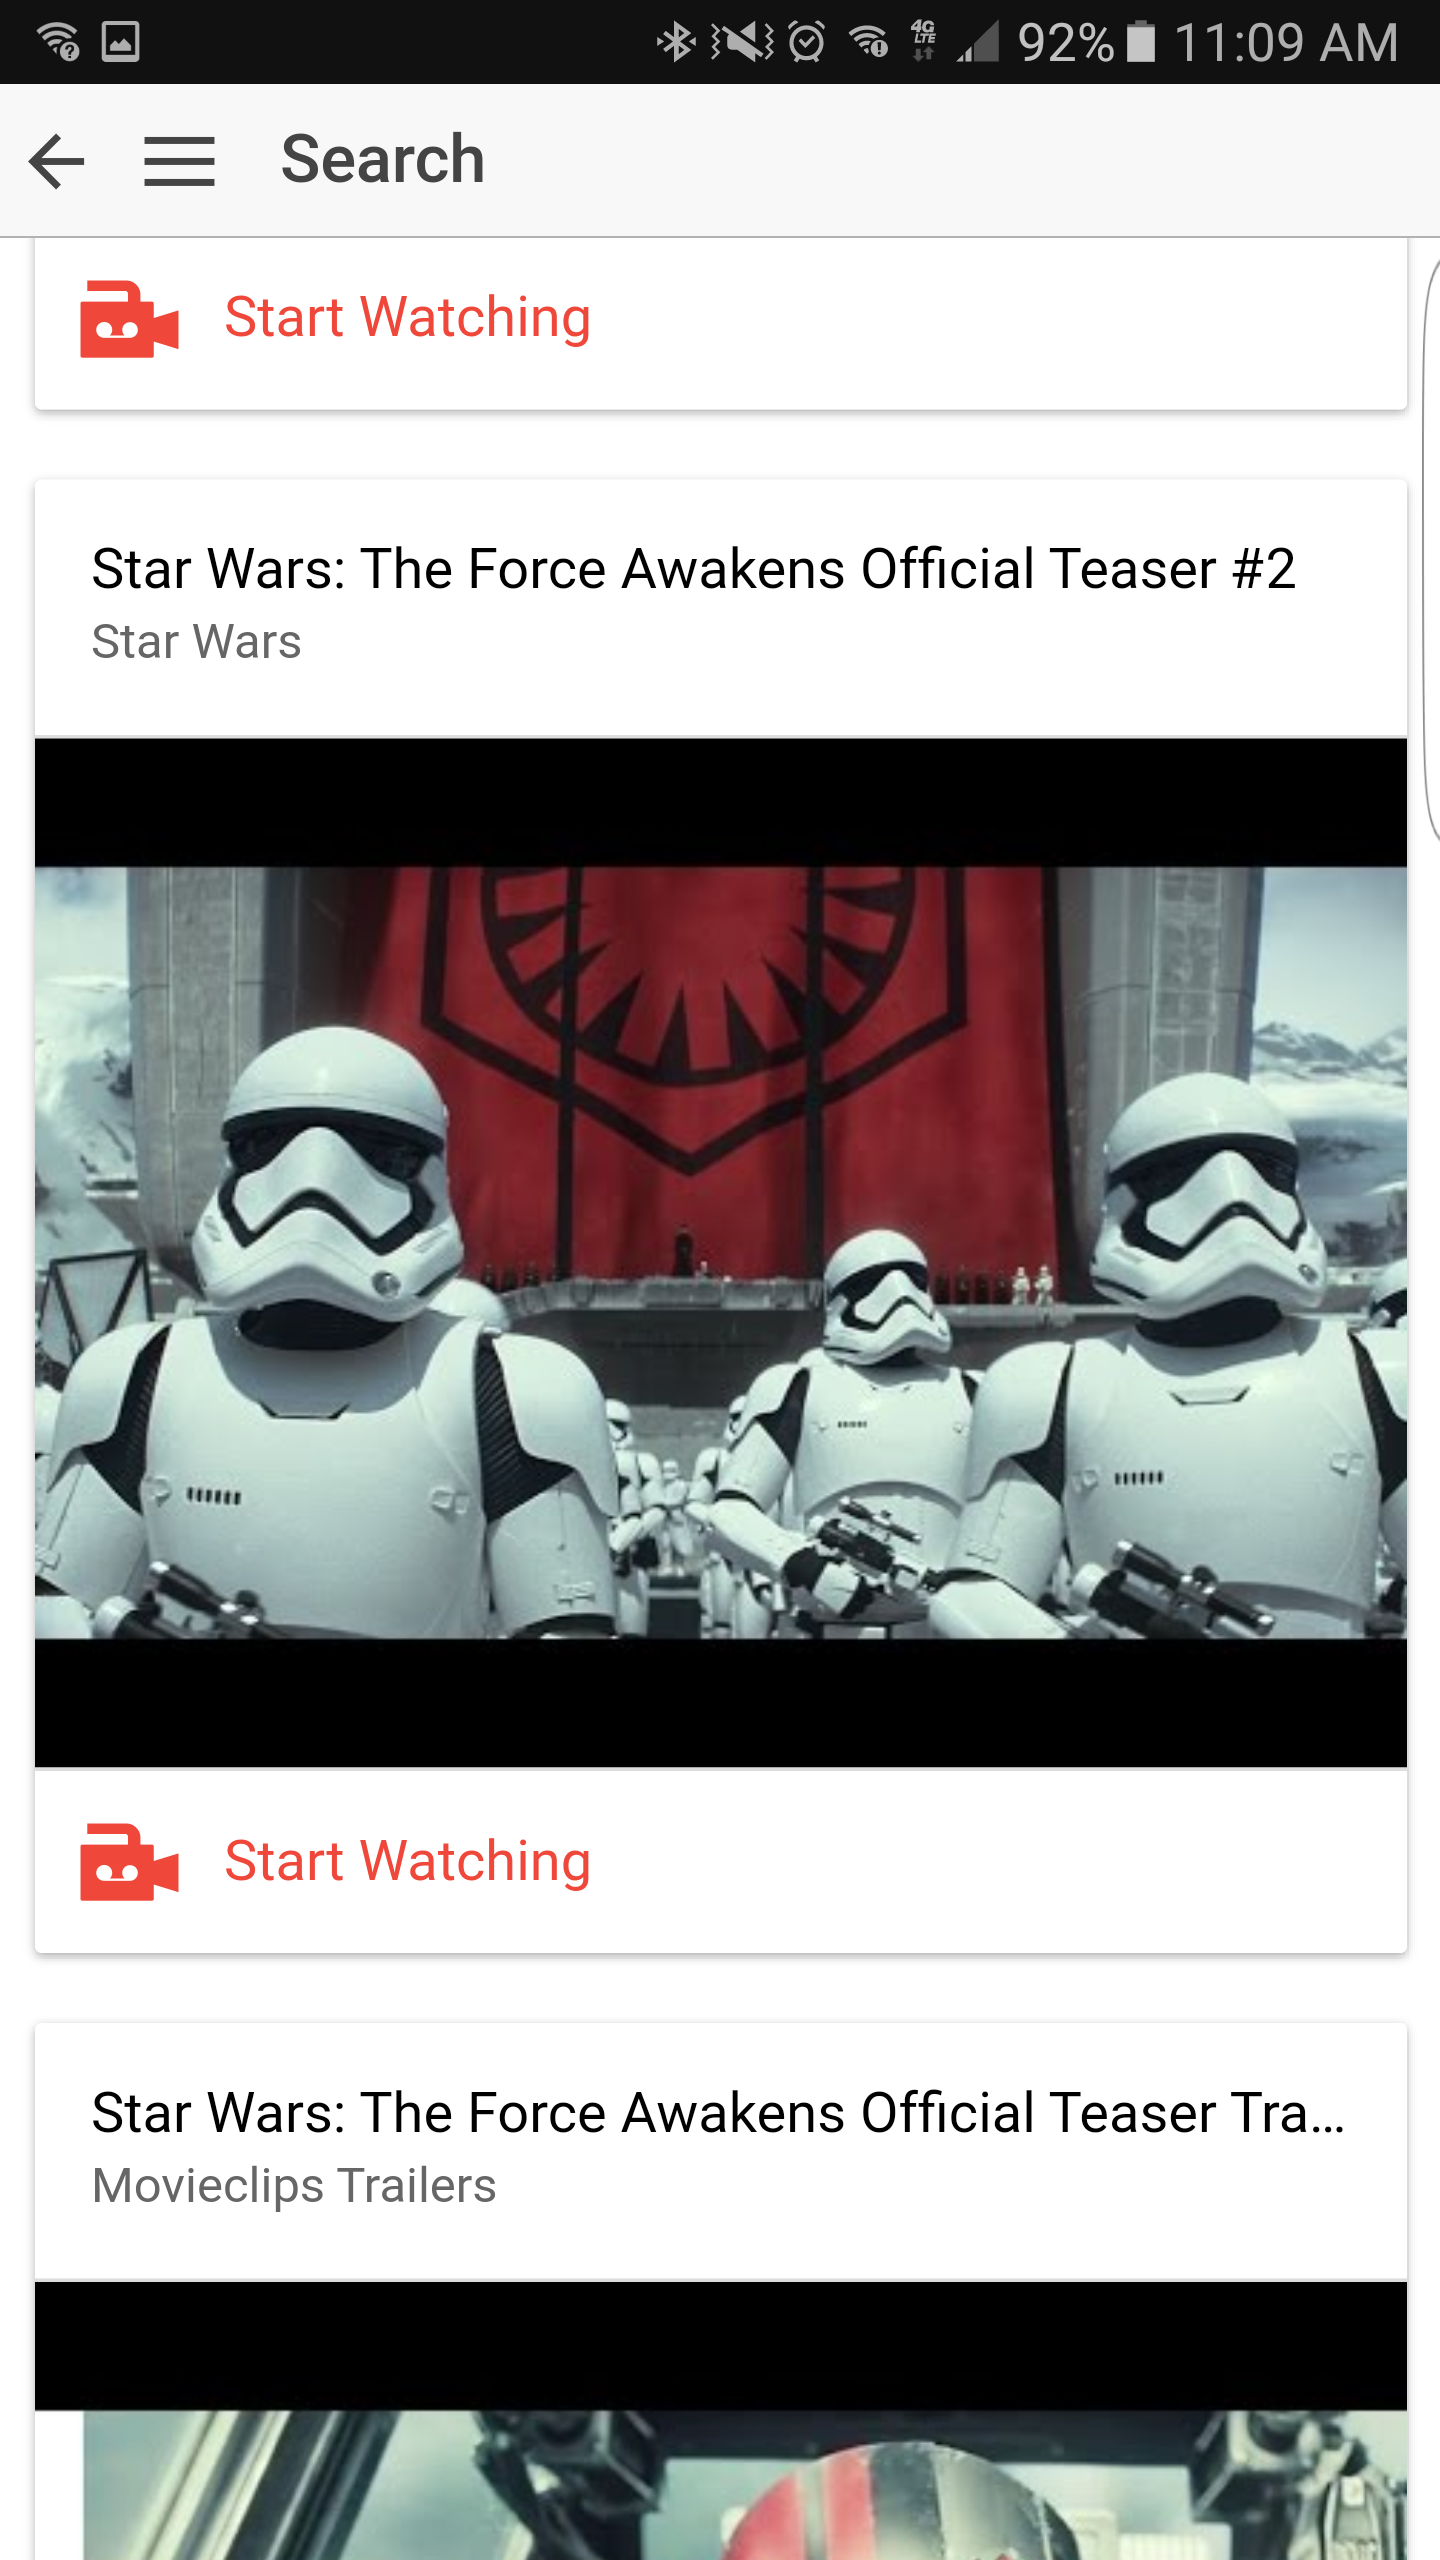 4G
LTE
92% 11:09 AM
Search
Start Watching
Star Wars: The Force Awakens Official Teaser #2
Star Wars
Start Watching
Star Wars: The Force Awakens Official Teaser Tra...
Movieclips Trailers